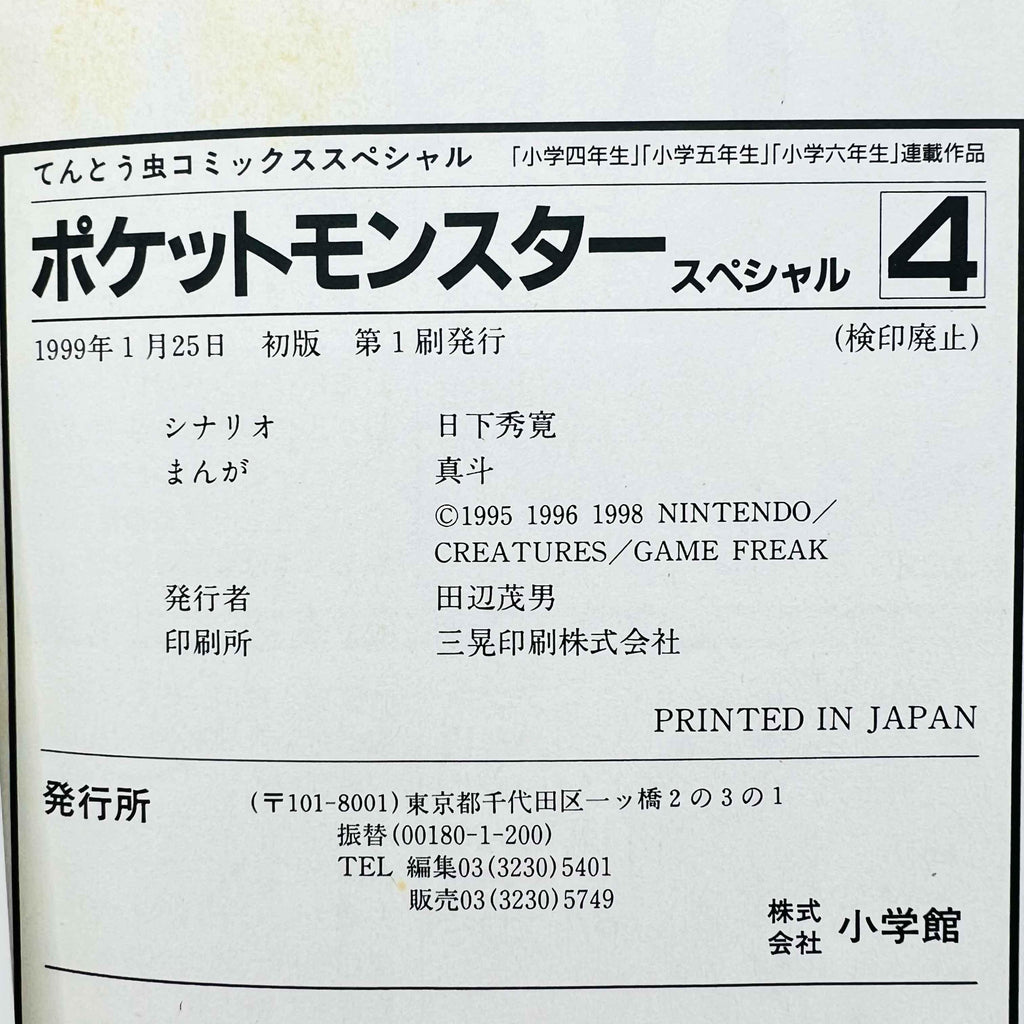 てんとう虫コミックススペシャル 「小学四年生」「小学五年生」「小学六年生」連載作品
ポケットモンスター スペシャル 4
1999年1月25日 初版 第1刷発行 (検印廃止)
シナリオ 日下秀寛
まんが 真斗
©1995 1996 1998 NINTENDO／
CREATURES／GAME FREAK
発行者 田辺茂男
印刷所 三晃印刷株式会社
PRINTED IN JAPAN
発行所 (〒101-8001) 東京都千代田区一ッ橋2の3の1
振替(00180-1-200)
TEL 編集03(3230)5401
販売03(3230)5749
株式会社 小学館